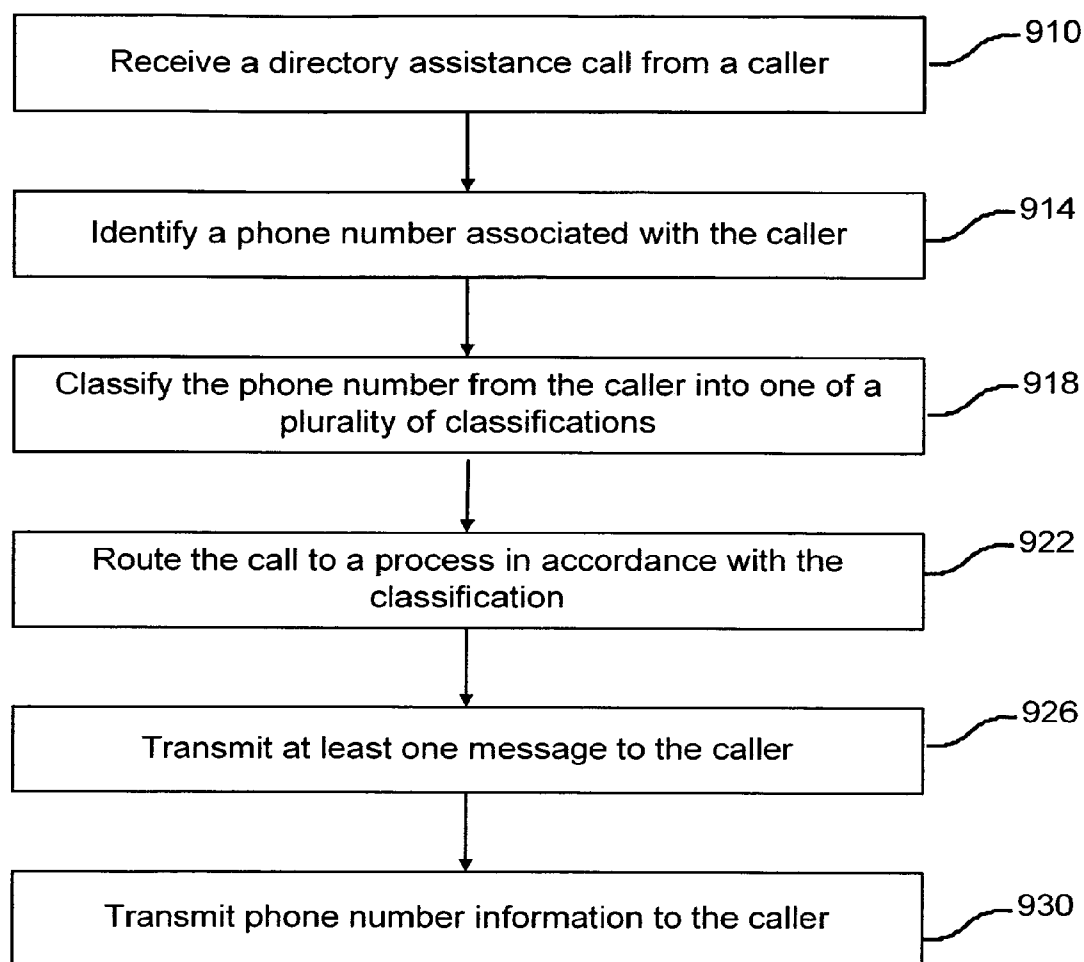 Receive a directory assistance call from a caller
910
Identify a phone number associated with the caller
914
Classify the phone number from the caller into one of a
plurality of classifications
918
Route the call to a process in accordance with the
classification
922
Transmit at least one message to the caller
926
Transmit phone number information to the caller
930